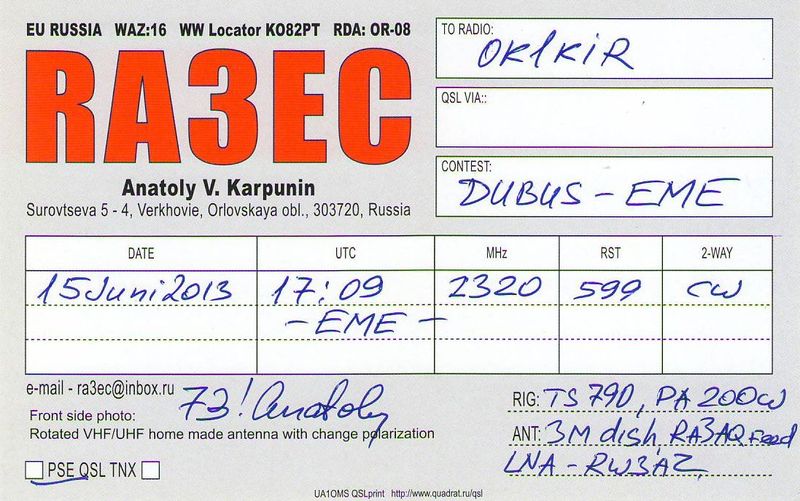 EU RUSSIA WAZ:16 WW Locator KO82PT RDA: OR-08
RA3EC
Anatoly V. Karpunin
Surovtseva 5 - 4, Verkhovie, Orlovskaya obl., 303720, Russia
TO RADIO:
OK1KIR
QSL VIA::
CONTEST:
DUBUS - EME
DATE UTC MHz RST 2-WAY
15 Juni 2013 17:09 2320 599 CW
- EME -
e-mail - ra3ec@inbox.ru
73! Anatoly
Front side photo:
Rotated VHF/UHF home made antenna with change polarization
PSE QSL TNX
RIG: TS 790, PA 200W
ANT: 3M dish, RA3AQ Feed
LNA - RW3AZ
UA1OMS QSLprint http://www.quadrat.ru/qsl